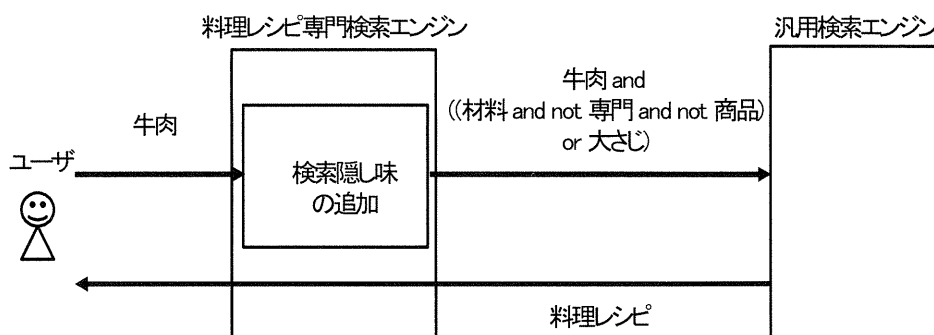 料理レシピ専門検索エンジン
汎用検索エンジン
牛肉
牛肉 and
((材料 and not 専門 and not 商品)
or 大さじ)
ユーザ
検索隠し味
の追加
料理レシピ